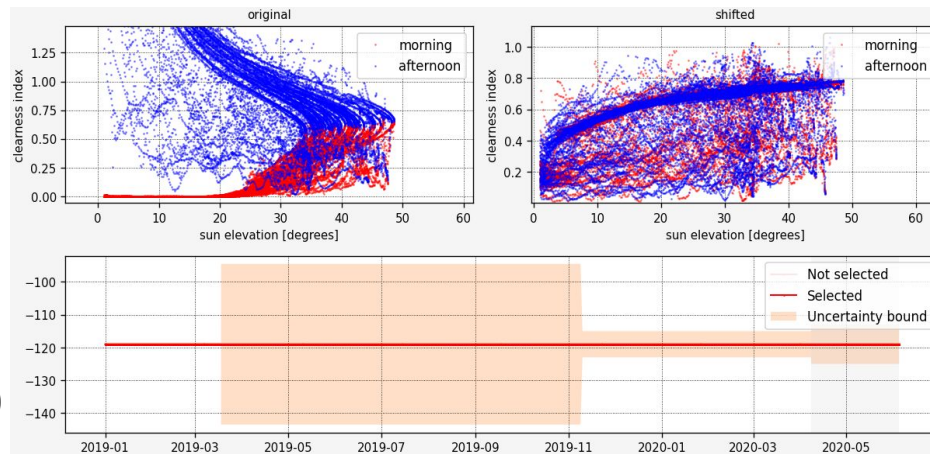 original
clearness index
1.25
1.00
0.75
0.50
0.25
0.00
morning
afternoon
0 10 20 30 40 50 60
sun elevation [degrees]
shifted
clearness index
1.0
0.8
0.6
0.4
0.2
morning
afternoon
0 10 20 30 40 50 60
sun elevation [degrees]
−100
−110
−120
−130
−140
Not selected
Selected
Uncertainty bound
2019-01 2019-03 2019-05 2019-07 2019-09 2019-11 2020-01 2020-03 2020-05
)